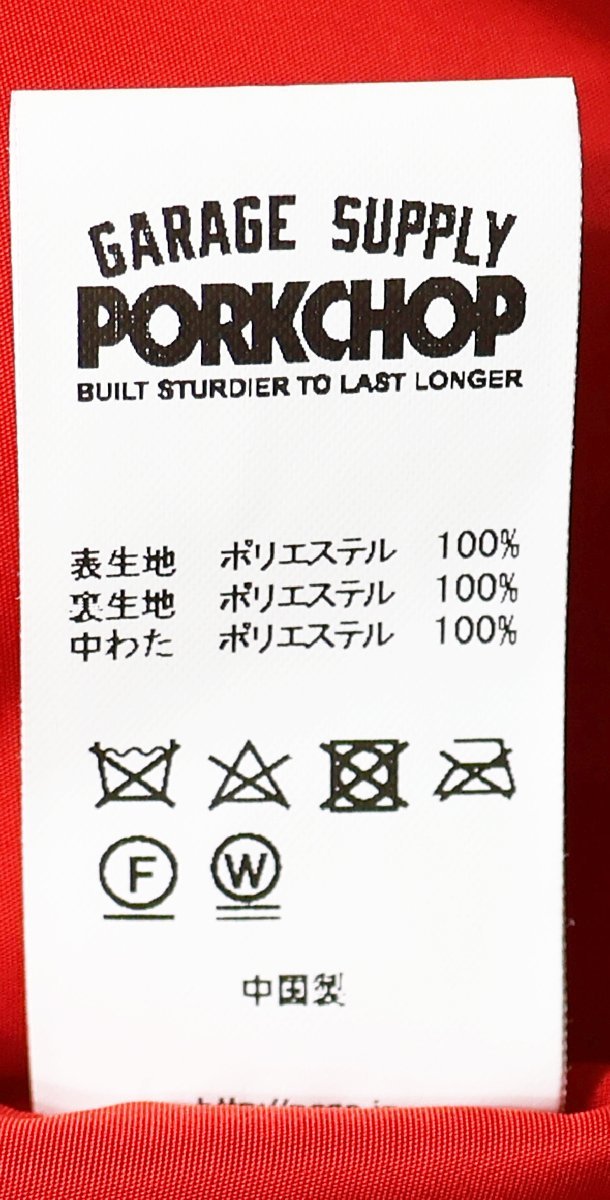 GARAGE SUPPLY
PORKCHOP
BUILT STURDIER TO LAST LONGER
表生地 ポリエステル 100%
裏生地 ポリエステル 100%
中わた ポリエステル 100%
F W
中国製